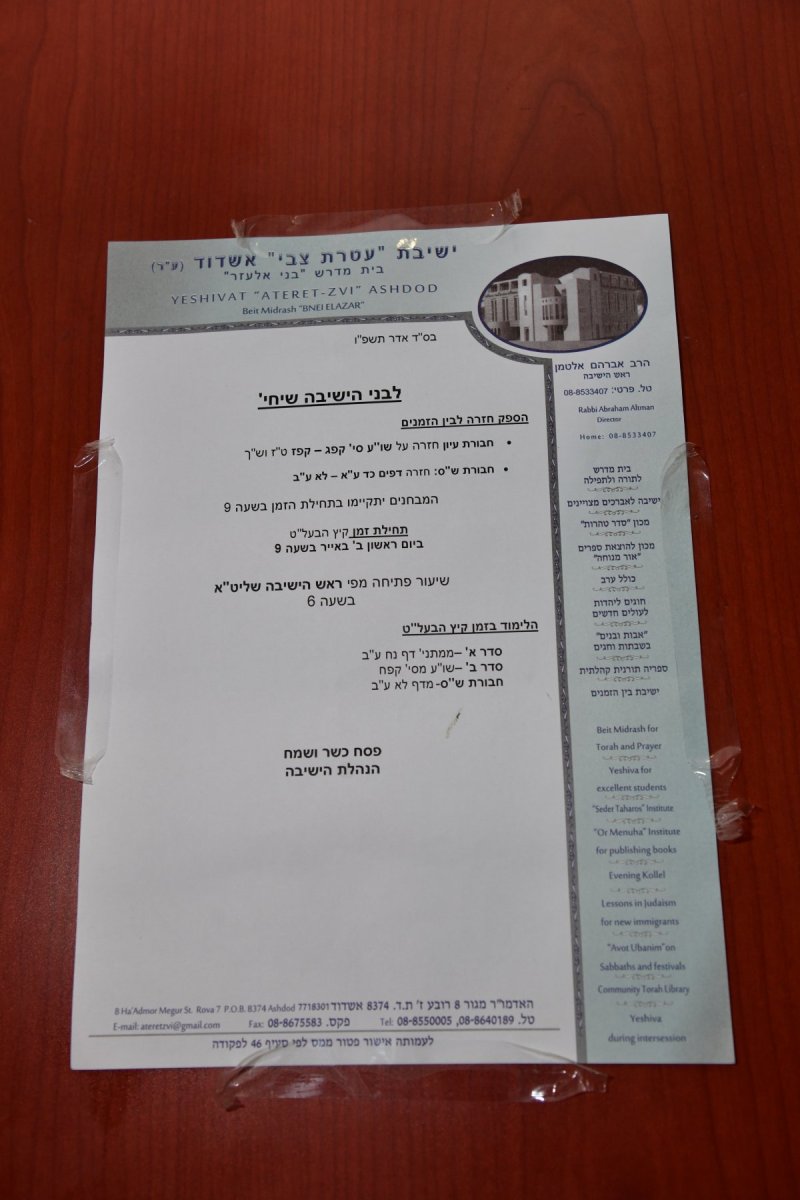 ישיבת "עטרת צבי" אשדוד (ע"ר)
בית מדרש "בני אלעזר"
YESHIVAT "ATERET-ZVI" ASHDOD
Beit Midrash "BNEI ELAZAR"
בס"ד אדר תשפ"ו
לבני הישיבה שיחי'
הספק חזרה לבין הזמנים
• חבורת עיון חזרה על שו"ע סי' קפג – קפז ט"ז וש"ך
• חבורת ש"ס: חזרה דפים כד ע"א – לא ע"ב
המבחנים יתקיימו בתחילת הזמן בשעה 9
תחילת זמן קיץ הבעל"ט
ביום ראשון ב' באייר בשעה 9
שיעור פתיחה מפי ראש הישיבה שליט"א
בשעה 6
הלימוד בזמן קיץ הבעל"ט
סדר א' –ממתני' דף נח ע"ב
סדר ב' –שו"ע מסי' קפח
חבורת ש"ס- מדף לא ע"ב
פסח כשר ושמח
הנהלת הישיבה
הרב אברהם אלטמן
ראש הישיבה
טל. פרטי: 08-8533407
Rabbi Abraham Altman
Director
Home: 08-8533407
בית מדרש
לתורה ולתפילה
ישיבה לאברכים מצויינים
מכון "סדר טהרות"
מכון להוצאת ספרים
"אור מנוחה"
כולל ערב
חוגים ליהדות
לעולים חדשים
"אבות ובנים"
בשבתות וחגים
ספריה תורנית קהלתית
ישיבת בין הזמנים
Beit Midrash for
Torah and Prayer
Yeshiva for
excellent students
"Seder Taharos" Institute
"Or Menuha" Institute
for publishing books
Evening Kollel
Lessons in Judaism
for new immigrants
"Avot Ubanim" on
Sabbaths and festivals
Community Torah Library
Yeshiva
during intersession
8 Ha'Admor Megur St. Rova 7 P.O.B. 8374 Ashdod 7718301 האדמו"ר מגור 8 רובע ז' ת.ד. 8374 אשדוד
E-mail: ateretzvi@gmail.com Fax: 08-8675583 פקס. Tel: 08-8550005, 08-8640189 טל.
לעמותה אישור פטור ממס לפי סעיף 46 לפקודה